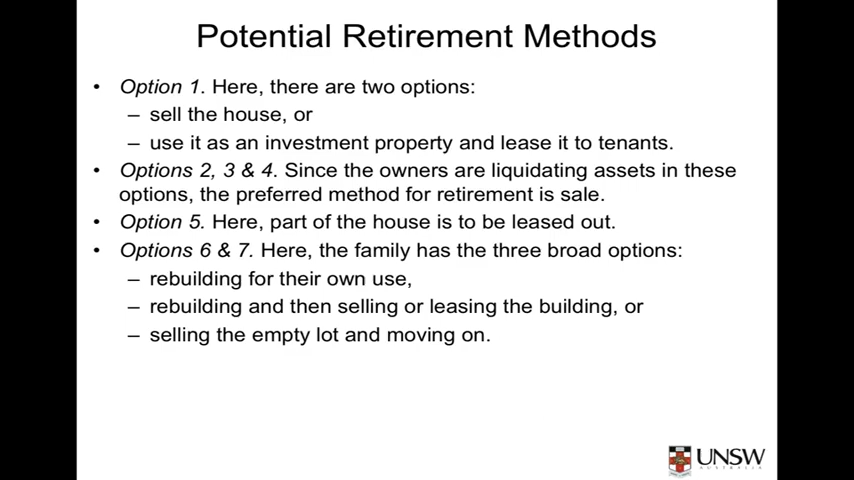 Potential Retirement Methods
• Option 1. Here, there are two options:
– sell the house, or
– use it as an investment property and lease it to tenants.
• Options 2, 3 & 4. Since the owners are liquidating assets in these
options, the preferred method for retirement is sale.
• Option 5. Here, part of the house is to be leased out.
• Options 6 & 7. Here, the family has the three broad options:
– rebuilding for their own use,
– rebuilding and then selling or leasing the building, or
– selling the empty lot and moving on.
UNSW
AUSTRALIA